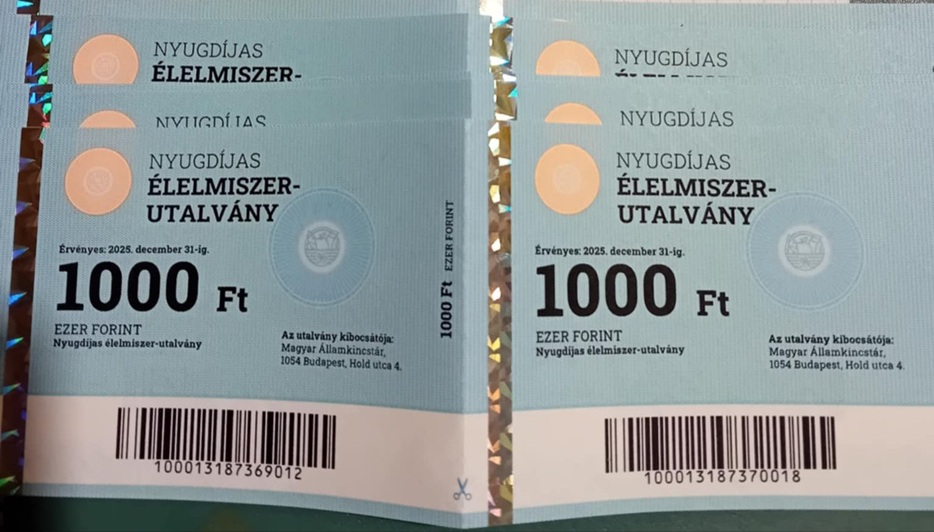 NYUGDÍJAS
ÉLELMISZER-
NYUGDÍJAS
NYUGDÍJAS
ÉLELMISZER-
UTALVÁNY
Érvényes: 2025. december 31-ig.
1000 Ft
EZER FORINT
Nyugdíjas élelmiszer-utalvány
Az utalvány kibocsátója:
Magyar Államkincstár,
1054 Budapest, Hold utca 4.
1000 Ft EZER FORINT
100013187369012
NYUGDÍJAS
NYUGDÍJAS
NYUGDÍJAS
ÉLELMISZER-
UTALVÁNY
Érvényes: 2025. december 31-ig.
1000 Ft
EZER FORINT
Nyugdíjas élelmiszer-utalvány
Az utalvány kibocsátója:
Magyar Államkincstár,
1054 Budapest, Hold utca 4.
100013187370018